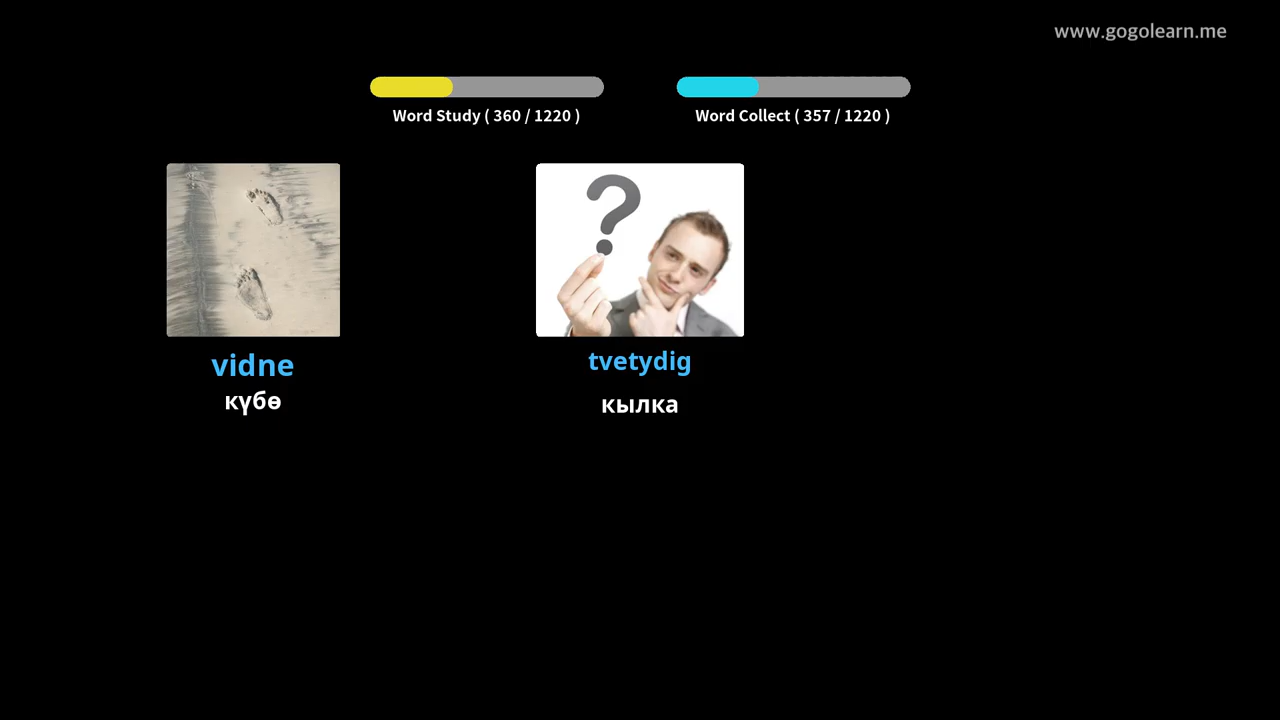 www.gogolearn.me
Word Study ( 360 / 1220 )
Word Collect ( 357 / 1220 )
vidne
күбө
tvetydig
кылка